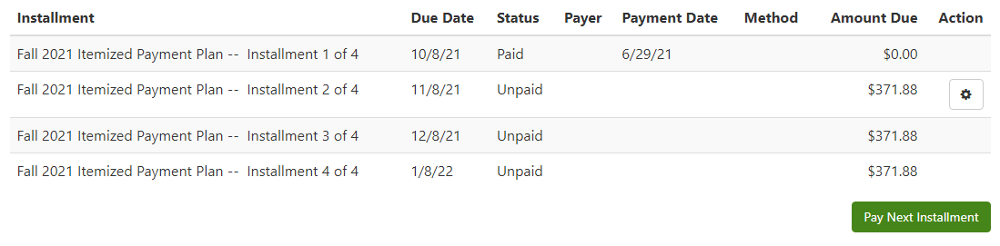 Installment Due Date Status Payer Payment Date Method Amount Due Action
Fall 2021 Itemized Payment Plan -- Installment 1 of 4 10/8/21 Paid 6/29/21 $0.00
Fall 2021 Itemized Payment Plan -- Installment 2 of 4 11/8/21 Unpaid $371.88
Fall 2021 Itemized Payment Plan -- Installment 3 of 4 12/8/21 Unpaid $371.88
Fall 2021 Itemized Payment Plan -- Installment 4 of 4 1/8/22 Unpaid $371.88
Pay Next Installment